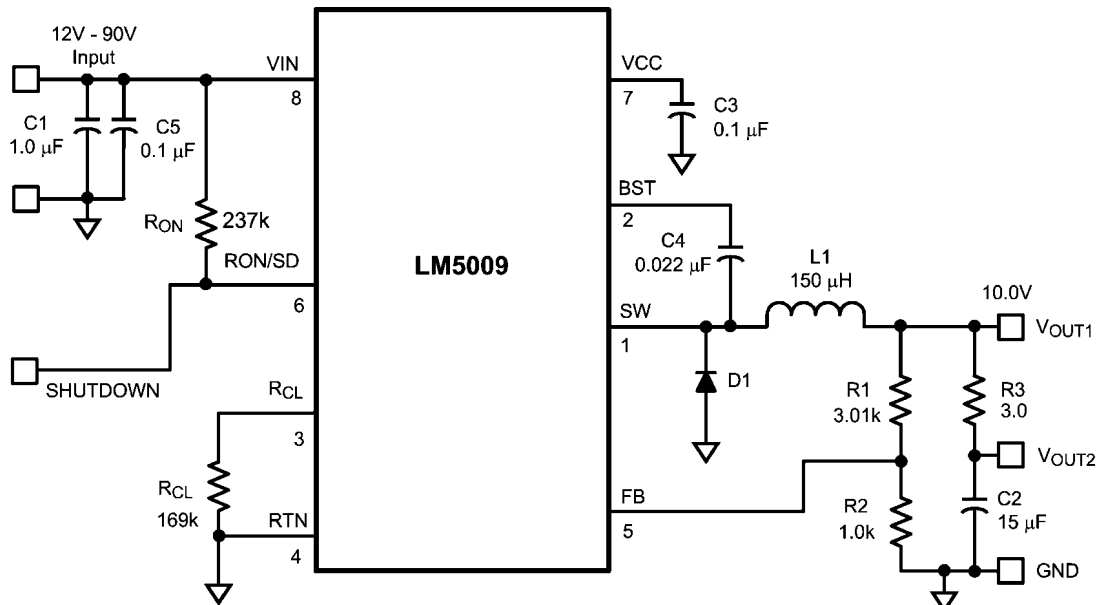 12V - 90V
Input
VIN
8
C1
1.0 µF
C5
0.1 µF
RON
237k
RON/SD
6
SHUTDOWN
RCL
3
RCL
169k
RTN
4
LM5009
VCC
7
C3
0.1 µF
BST
2
C4
0.022 µF
L1
150 µH
SW
1
D1
10.0V
VOUT1
R1
3.01k
R3
3.0
VOUT2
FB
5
R2
1.0k
C2
15 µF
GND